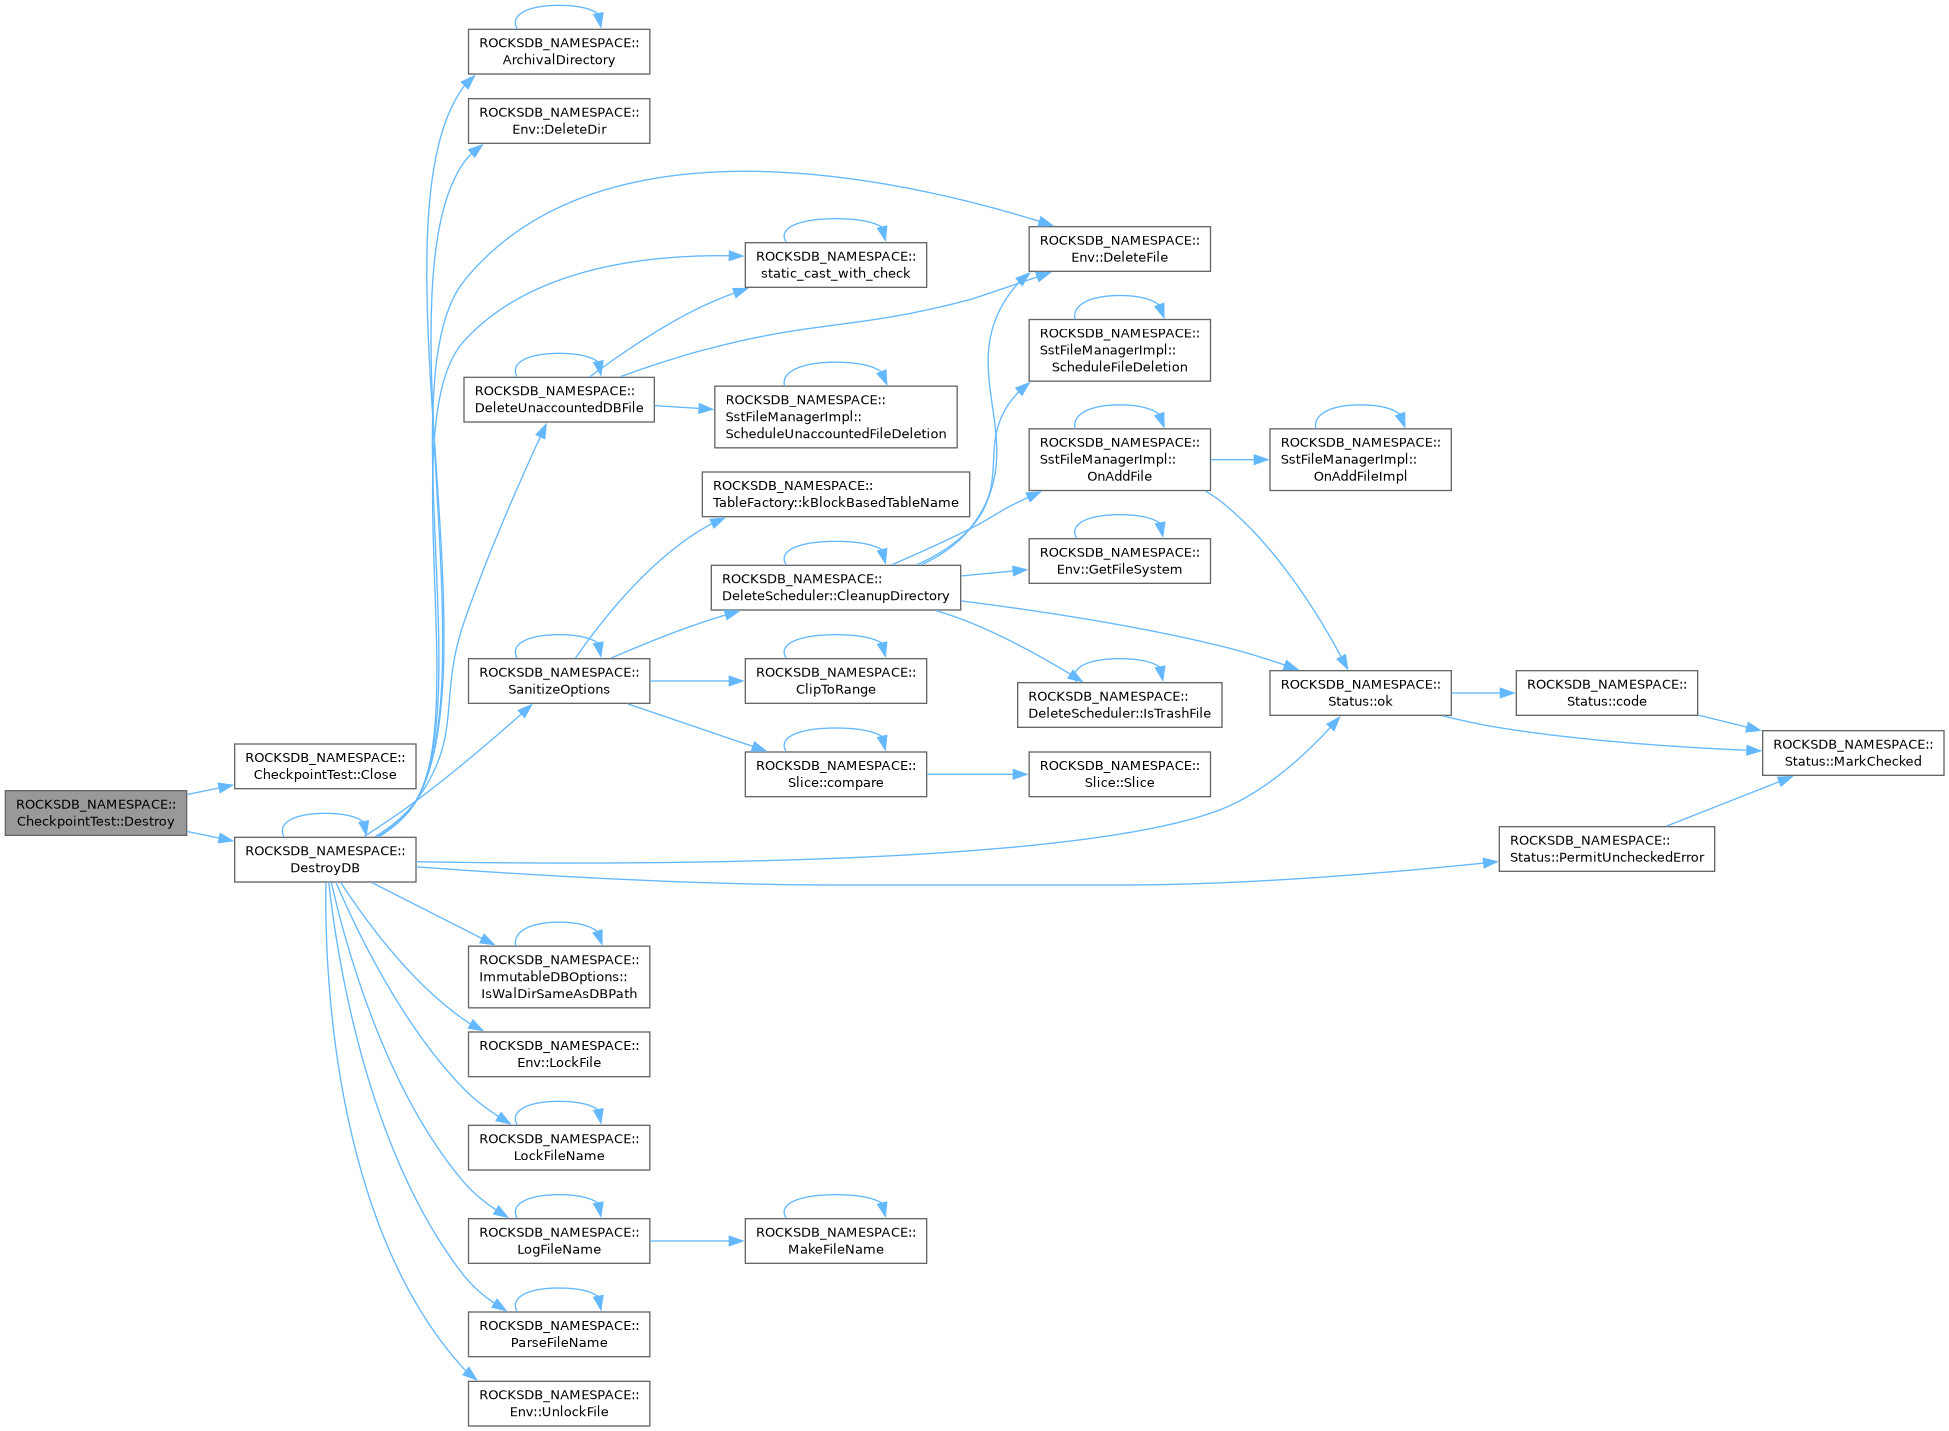 ROCKSDB_NAMESPACE::
ArchivalDirectory
ROCKSDB_NAMESPACE::
Env::DeleteDir
ROCKSDB_NAMESPACE::
Env::DeleteFile
ROCKSDB_NAMESPACE::
static_cast_with_check
ROCKSDB_NAMESPACE::
SstFileManagerImpl::
ScheduleFileDeletion
ROCKSDB_NAMESPACE::
DeleteUnaccountedDBFile
ROCKSDB_NAMESPACE::
SstFileManagerImpl::
ScheduleUnaccountedFileDeletion
ROCKSDB_NAMESPACE::
SstFileManagerImpl::
OnAddFile
ROCKSDB_NAMESPACE::
SstFileManagerImpl::
OnAddFileImpl
ROCKSDB_NAMESPACE::
TableFactory::kBlockBasedTableName
ROCKSDB_NAMESPACE::
Env::GetFileSystem
ROCKSDB_NAMESPACE::
DeleteScheduler::CleanupDirectory
ROCKSDB_NAMESPACE::
SanitizeOptions
ROCKSDB_NAMESPACE::
ClipToRange
ROCKSDB_NAMESPACE::
DeleteScheduler::IsTrashFile
ROCKSDB_NAMESPACE::
Status::ok
ROCKSDB_NAMESPACE::
Status::code
ROCKSDB_NAMESPACE::
Status::MarkChecked
ROCKSDB_NAMESPACE::
CheckpointTest::Close
ROCKSDB_NAMESPACE::
Slice::compare
ROCKSDB_NAMESPACE::
Slice::Slice
ROCKSDB_NAMESPACE::
CheckpointTest::Destroy
ROCKSDB_NAMESPACE::
DestroyDB
ROCKSDB_NAMESPACE::
Status::PermitUncheckedError
ROCKSDB_NAMESPACE::
ImmutableDBOptions::
IsWalDirSameAsDBPath
ROCKSDB_NAMESPACE::
Env::LockFile
ROCKSDB_NAMESPACE::
LockFileName
ROCKSDB_NAMESPACE::
LogFileName
ROCKSDB_NAMESPACE::
MakeFileName
ROCKSDB_NAMESPACE::
ParseFileName
ROCKSDB_NAMESPACE::
Env::UnlockFile